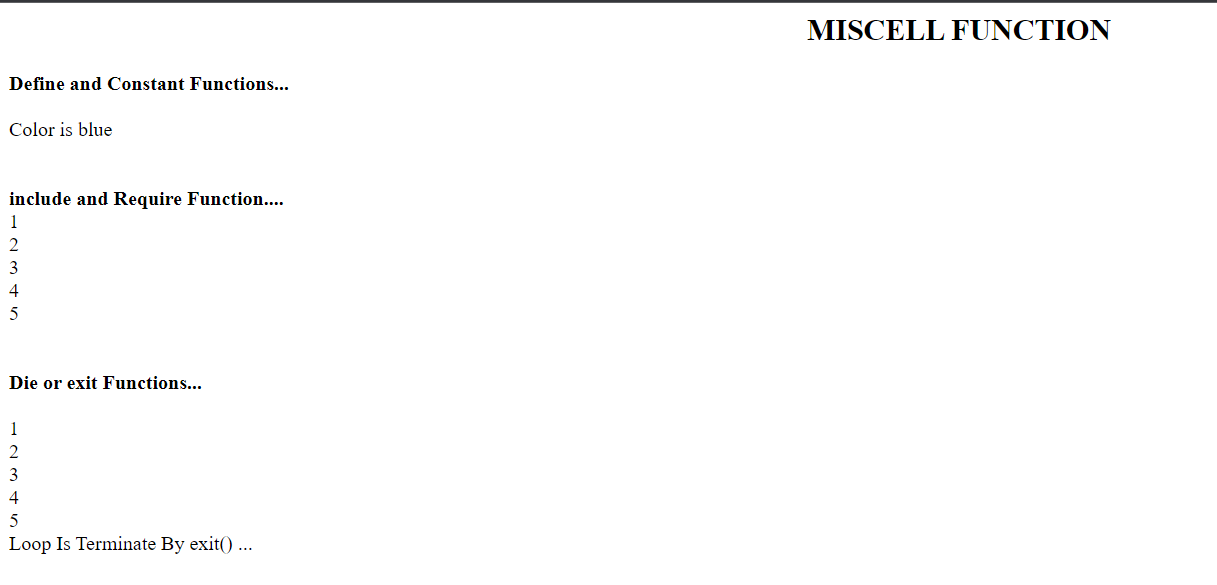 MISCELL FUNCTION
Define and Constant Functions...
Color is blue
include and Require Function....
1
2
3
4
5
Die or exit Functions...
1
2
3
4
5
Loop Is Terminate By exit() ...